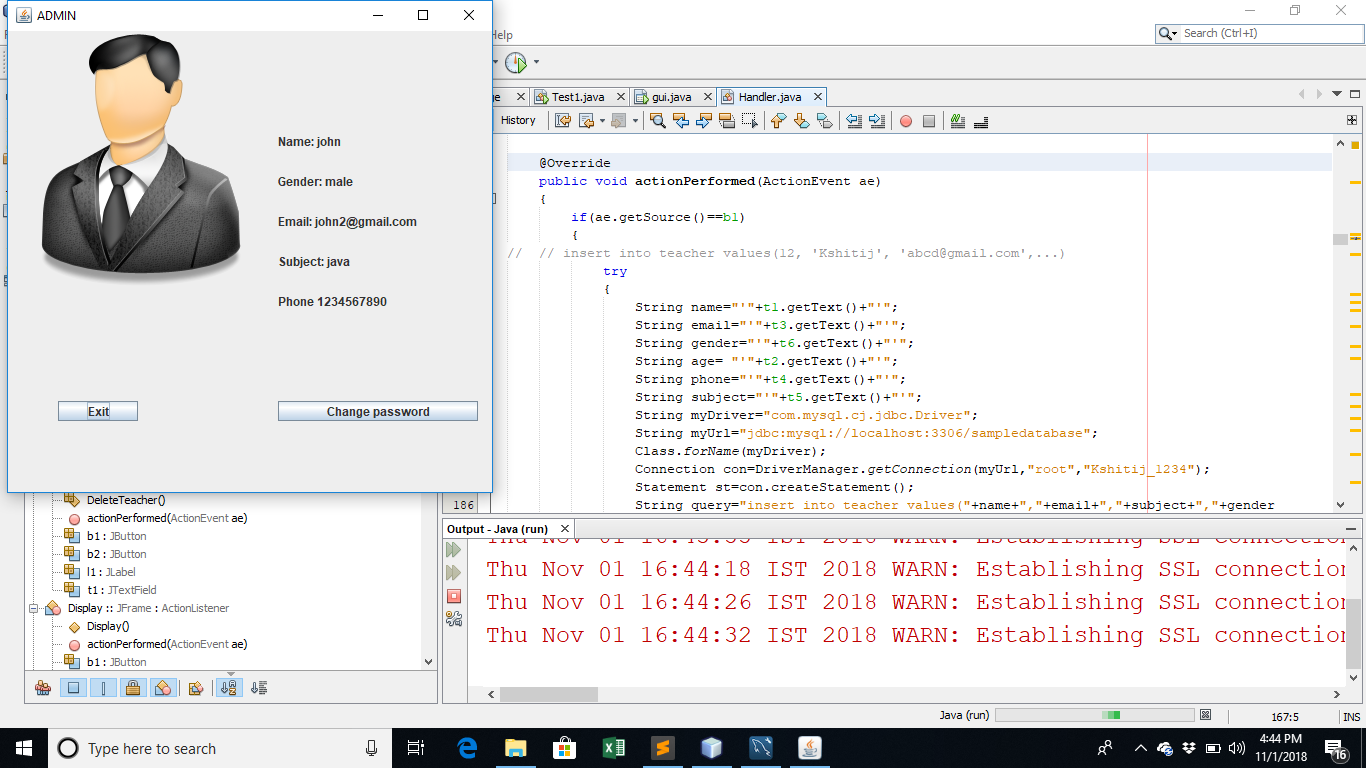 ADMIN
Name: john
Gender: male
Email: john2@gmail.com
Subject: java
Phone 1234567890
Exit
Change password
Help
Search (Ctrl+I)
Test1.java
gui.java
Handler.java
History
@Override
public void actionPerformed(ActionEvent ae)
{
if(ae.getSource()==b1)
{
// // insert into teacher values(12, 'Kshitij', 'abcd@gmail.com',...)
try
{
String name="'"+t1.getText()+"'";
String email="'"+t3.getText()+"'";
String gender="'"+t6.getText()+"'";
String age= "'"+t2.getText()+"'";
String phone="'"+t4.getText()+"'";
String subject="'"+t5.getText()+"'";
String myDriver="com.mysql.cj.jdbc.Driver";
String myUrl="jdbc:mysql://localhost:3306/sampledatabase";
Class.forName(myDriver);
Connection con=DriverManager.getConnection(myUrl,"root","Kshitij_1234");
Statement st=con.createStatement();
186 String query="insert into teacher values("+name+","+email+","+subject+","+gender
DeleteTeacher()
actionPerformed(ActionEvent ae)
b1 : JButton
b2 : JButton
l1 : JLabel
t1 : JTextField
Display :: JFrame : ActionListener
Display()
actionPerformed(ActionEvent ae)
b1 : JButton
Output - Java (run)
Thu Nov 01 16:44:18 IST 2018 WARN: Establishing SSL connection
Thu Nov 01 16:44:26 IST 2018 WARN: Establishing SSL connection
Thu Nov 01 16:44:32 IST 2018 WARN: Establishing SSL connection
Java (run)
167:5
INS
Type here to search
4:44 PM
11/1/2018
16